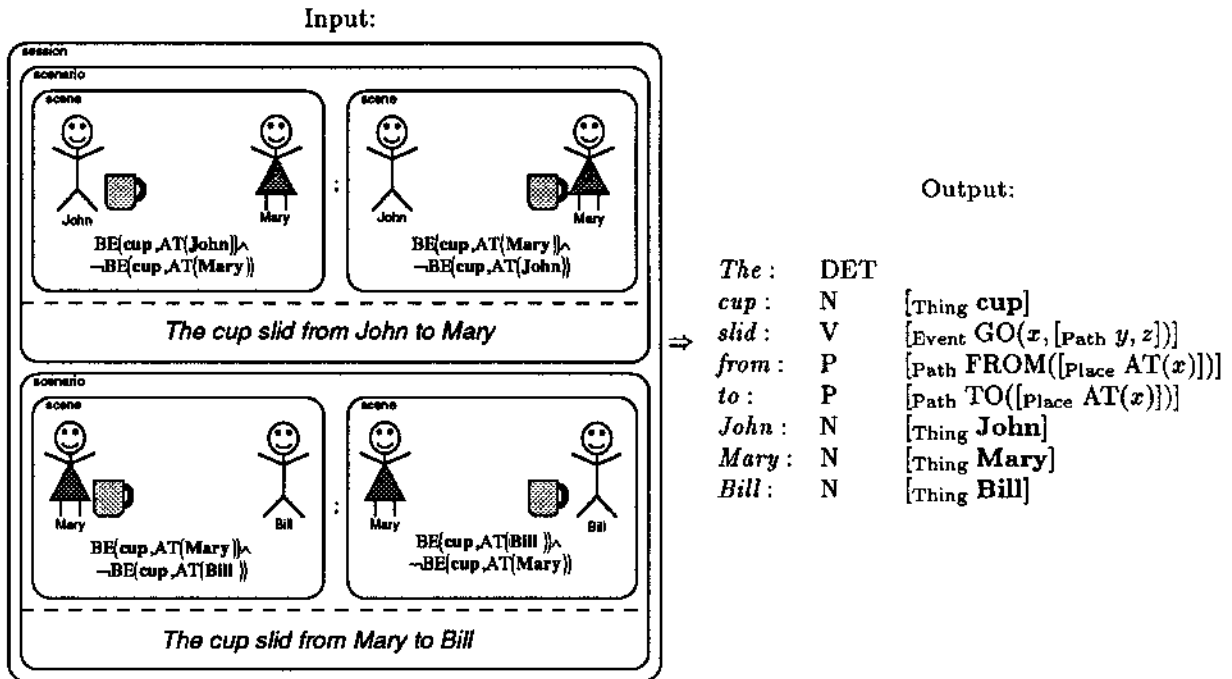 Input:
session
scenario
scene
John
Mary
BE(cup,AT(John))∧
¬BE(cup,AT(Mary))
:
scene
John
Mary
BE(cup,AT(Mary))∧
¬BE(cup,AT(John))
The cup slid from John to Mary
scenario
scene
Mary
Bill
BE(cup,AT(Mary))∧
¬BE(cup,AT(Bill))
:
scene
Mary
Bill
BE(cup,AT(Bill))∧
¬BE(cup,AT(Mary))
The cup slid from Mary to Bill
⇒
Output:
The : DET
cup : N [Thing cup]
slid : V [Event GO(x, [Path y, z])]
from : P [Path FROM([Place AT(x)])]
to : P [Path TO([Place AT(x)])]
John : N [Thing John]
Mary : N [Thing Mary]
Bill : N [Thing Bill]